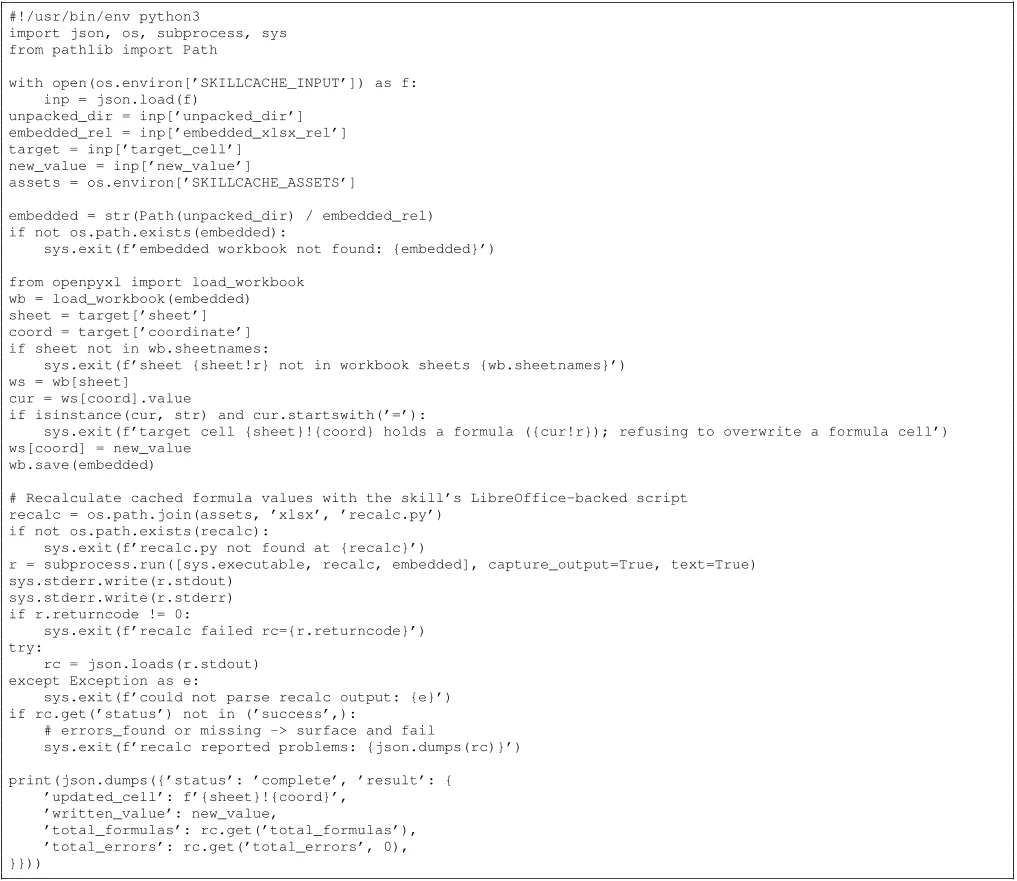 #!/usr/bin/env python3
import json, os, subprocess, sys
from pathlib import Path

with open(os.environ['SKILLCACHE_INPUT']) as f:
    inp = json.load(f)
unpacked_dir = inp['unpacked_dir']
embedded_rel = inp['embedded_xlsx_rel']
target = inp['target_cell']
new_value = inp['new_value']
assets = os.environ['SKILLCACHE_ASSETS']

embedded = str(Path(unpacked_dir) / embedded_rel)
if not os.path.exists(embedded):
    sys.exit(f'embedded workbook not found: {embedded}')

from openpyxl import load_workbook
wb = load_workbook(embedded)
sheet = target['sheet']
coord = target['coordinate']
if sheet not in wb.sheetnames:
    sys.exit(f'sheet {sheet!r} not in workbook sheets {wb.sheetnames}')
ws = wb[sheet]
cur = ws[coord].value
if isinstance(cur, str) and cur.startswith('='):
    sys.exit(f'target cell {sheet}!{coord} holds a formula ({cur!r}); refusing to overwrite a formula cell')
ws[coord] = new_value
wb.save(embedded)

# Recalculate cached formula values with the skill's LibreOffice-backed script
recalc = os.path.join(assets, 'xlsx', 'recalc.py')
if not os.path.exists(recalc):
    sys.exit(f'recalc.py not found at {recalc}')
r = subprocess.run([sys.executable, recalc, embedded], capture_output=True, text=True)
sys.stderr.write(r.stdout)
sys.stderr.write(r.stderr)
if r.returncode != 0:
    sys.exit(f'recalc failed rc={r.returncode}')
try:
    rc = json.loads(r.stdout)
except Exception as e:
    sys.exit(f'could not parse recalc output: {e}')
if rc.get('status') not in ('success',):
    # errors_found or missing -> surface and fail
    sys.exit(f'recalc reported problems: {json.dumps(rc)}')

print(json.dumps({'status': 'complete', 'result': {
    'updated_cell': f'{sheet}!{coord}',
    'written_value': new_value,
    'total_formulas': rc.get('total_formulas'),
    'total_errors': rc.get('total_errors', 0),
}}))